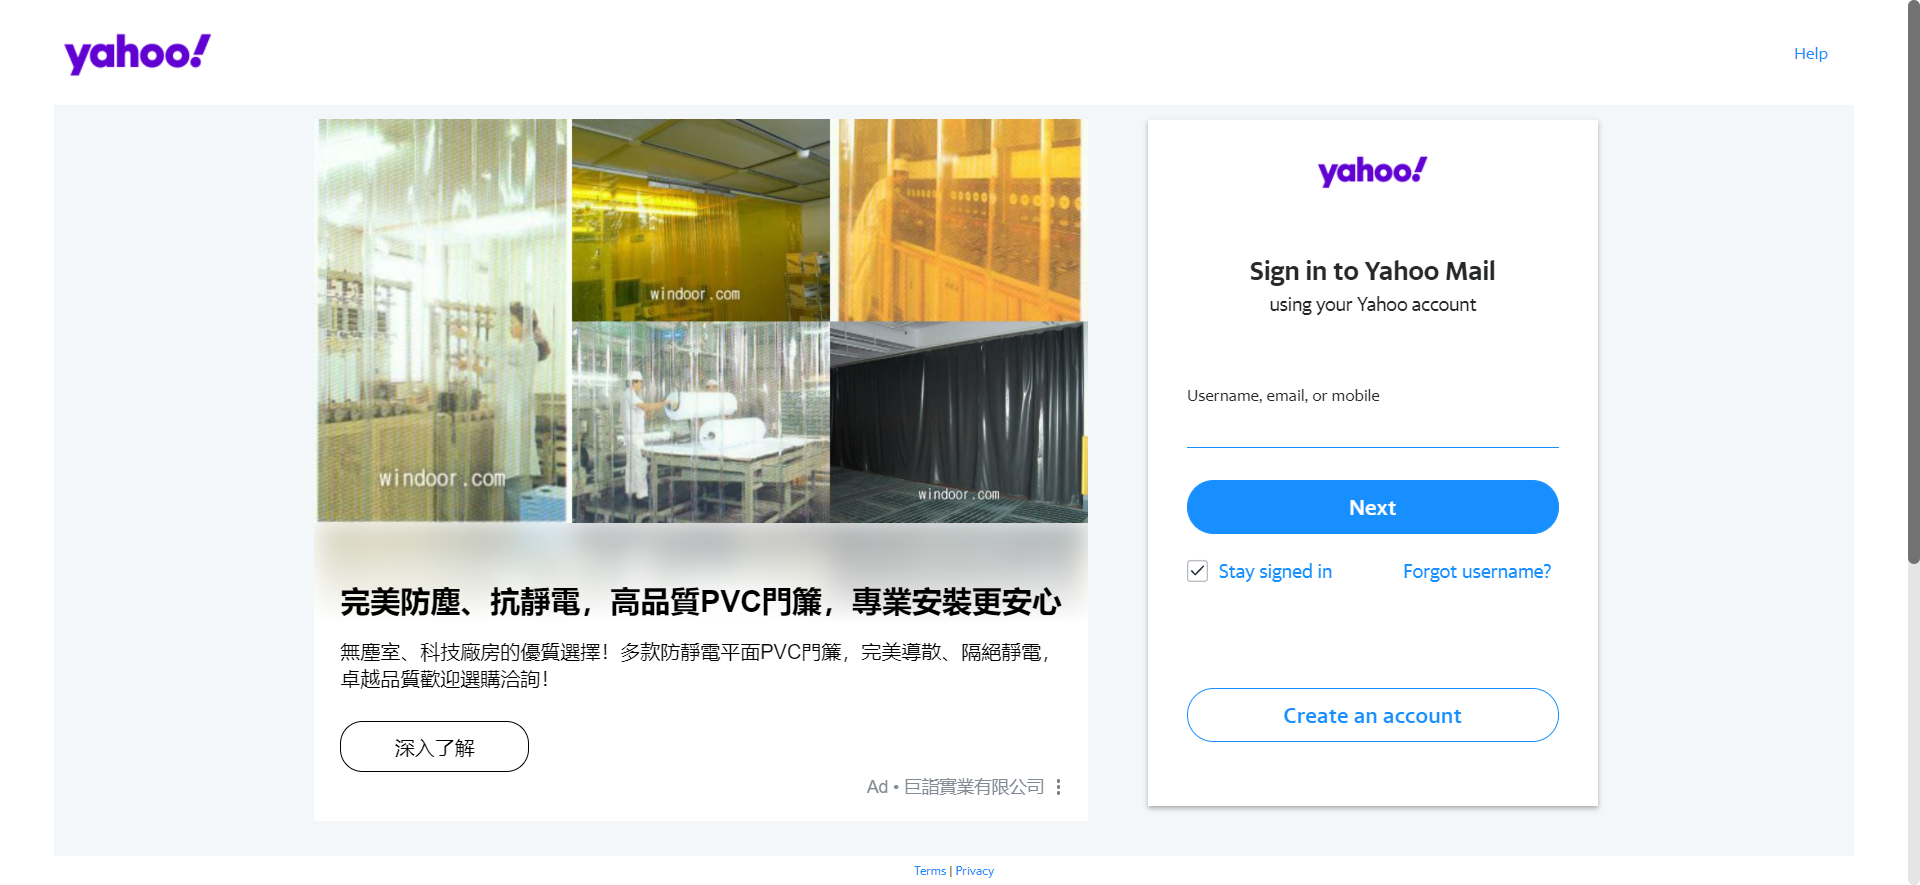 yahoo!
Help
windoor.com
windoor.com
windoor.com
完美防塵、抗靜電，高品質PVC門簾，專業安裝更安心
無塵室、科技廠房的優質選擇！多款防靜電平面PVC門簾，完美導散、隔絕靜電，
卓越品質歡迎選購洽詢！
深入了解
Ad • 巨詣實業有限公司
yahoo!
Sign in to Yahoo Mail
using your Yahoo account
Username, email, or mobile
Next
Stay signed in
Forgot username?
Create an account
Terms | Privacy